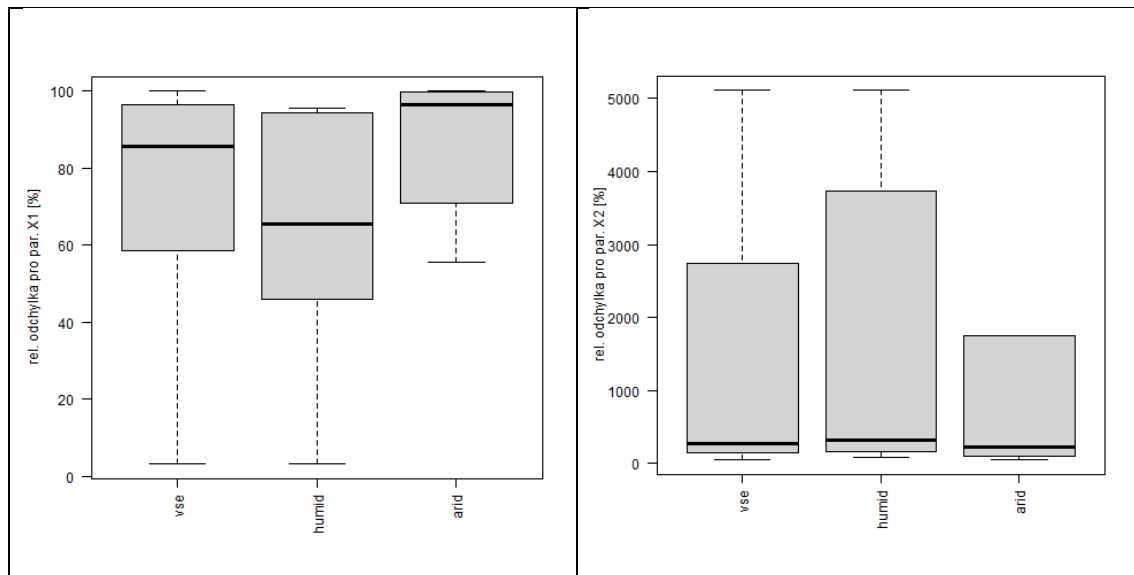 rel. odchylka pro par. X1 [%]
100
80
60
40
20
0
vse
humid
arid
rel. odchylka pro par. X2 [%]
5000
4000
3000
2000
1000
0
vse
humid
arid